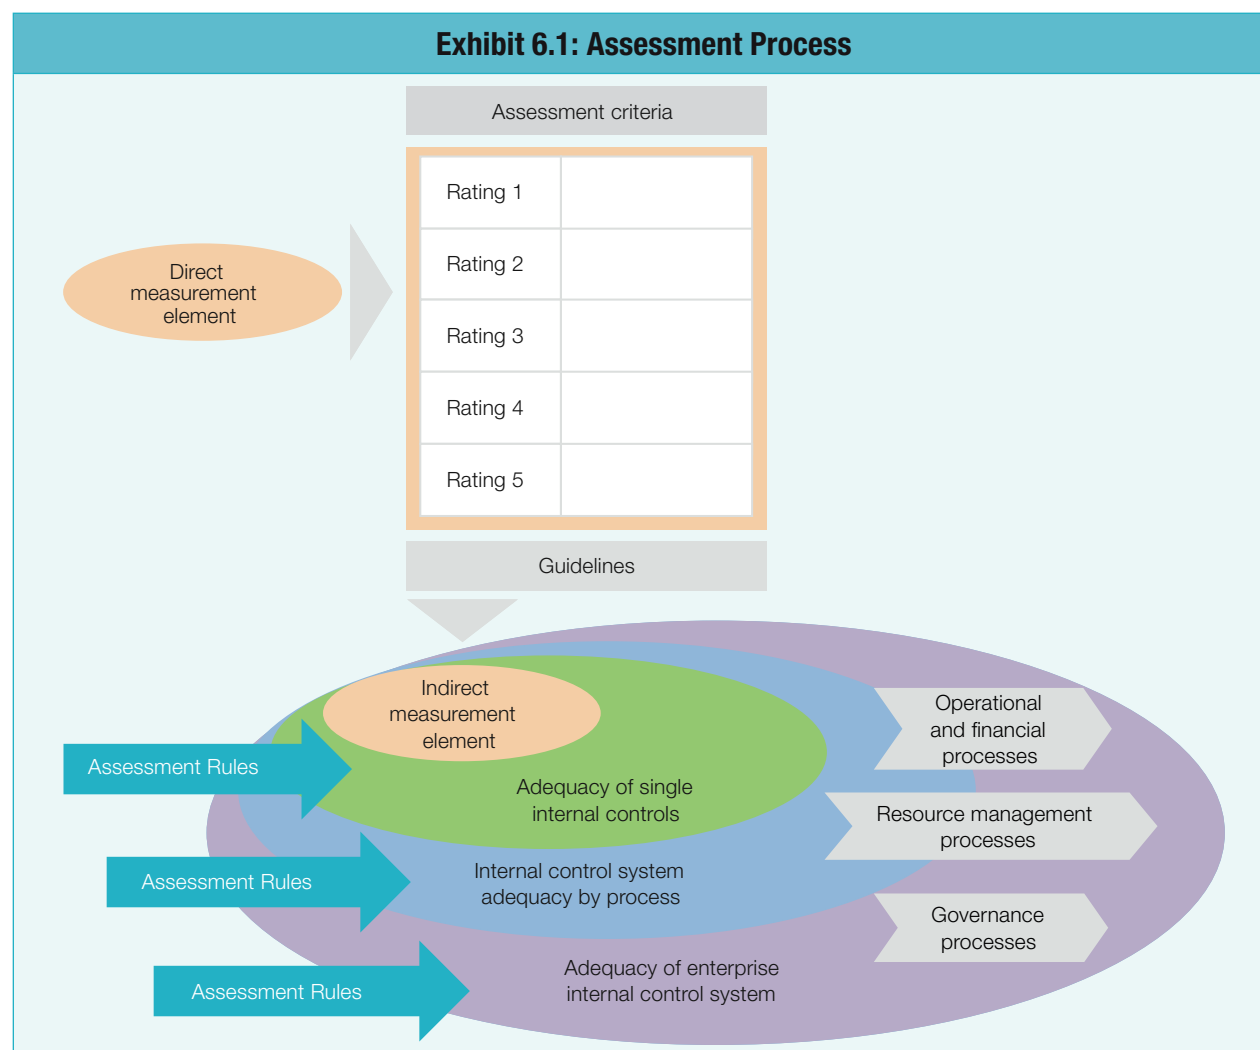 Exhibit 6.1: Assessment Process
Assessment criteria
Rating 1
Rating 2
Rating 3
Rating 4
Rating 5
Direct
measurement
element
Guidelines
Indirect
measurement
element
Assessment Rules
Adequacy of single
internal controls
Operational
and financial
processes
Resource management
processes
Assessment Rules
Internal control system
adequacy by process
Governance
processes
Assessment Rules
Adequacy of enterprise
internal control system